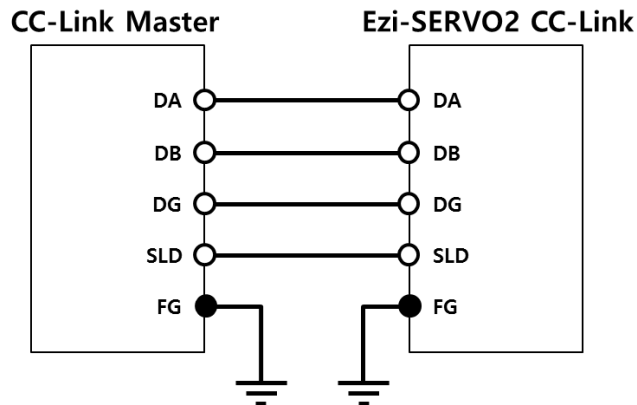 CC-Link Master
Ezi-SERVO2 CC-Link
DA
DA
DB
DB
DG
DG
SLD
SLD
FG
FG